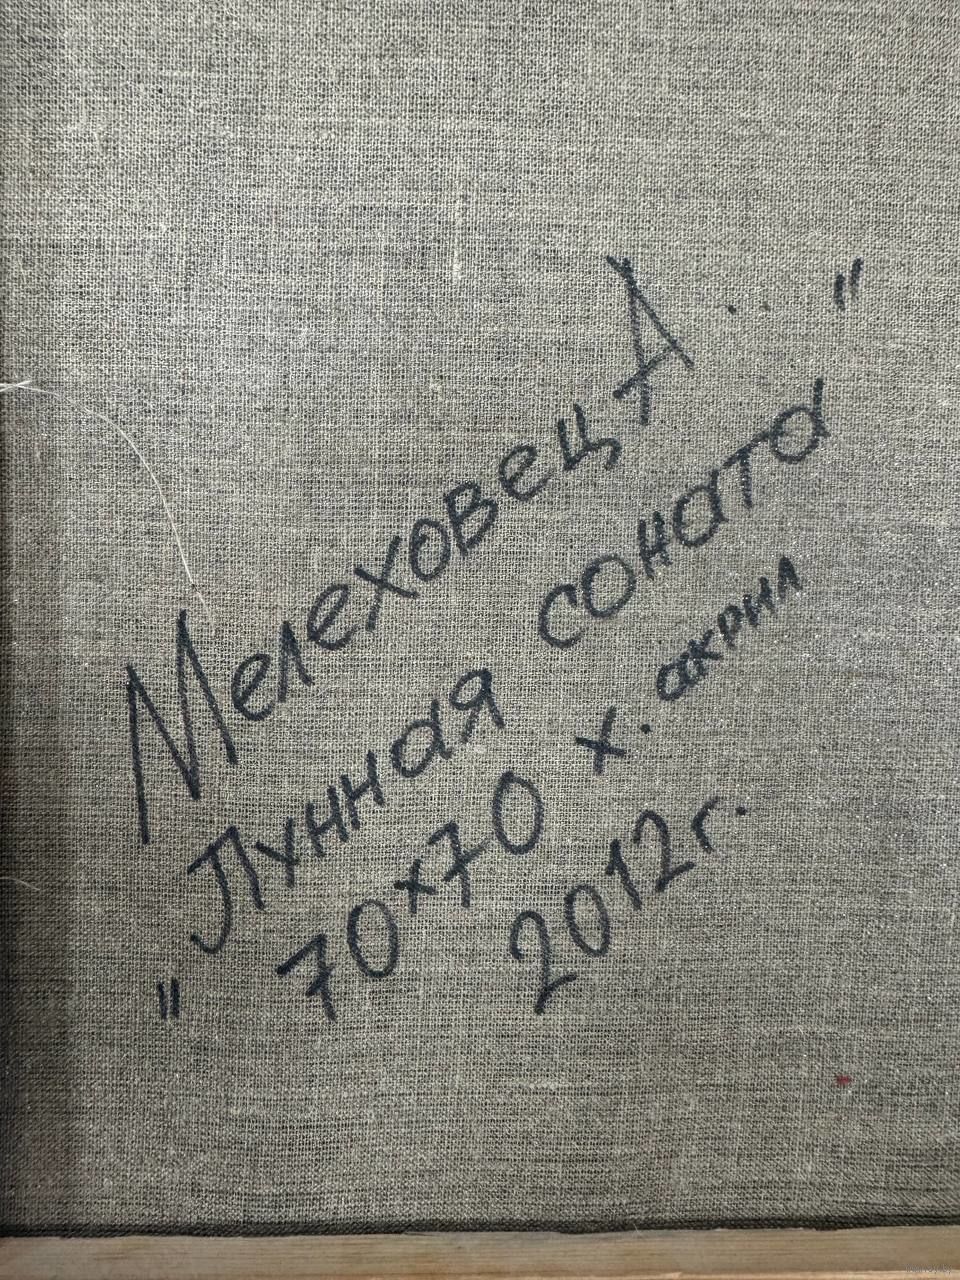 Мелеховец А..
"Лунная соната"
70х70 х. акрил
2012г.